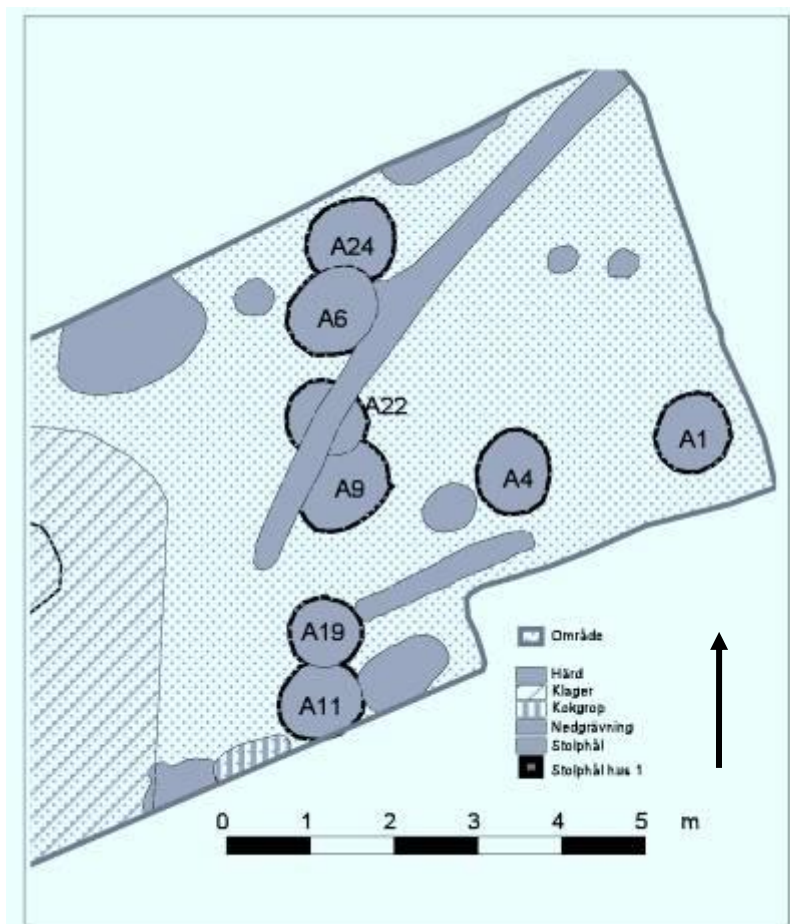 A24
A6
A22
A9
A4
A1
A19
A11
Område
Härd
Klager
Kokgrop
Nedgrävning
Stolphål
Stolphål hus 1
0 1 2 3 4 5 m